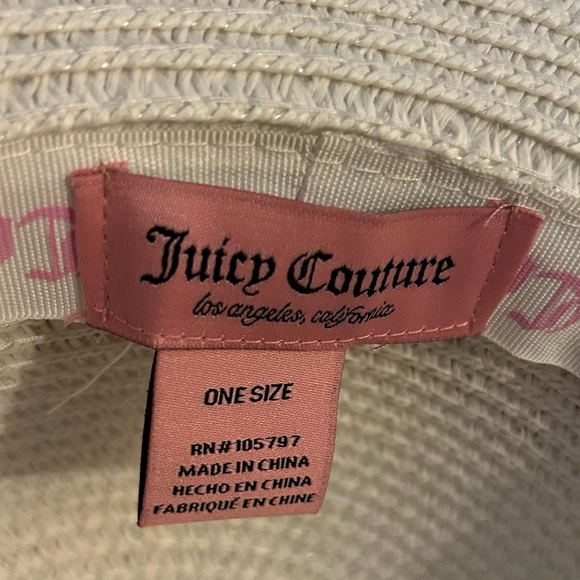 Juicy Couture
los angeles, california
ONE SIZE
RN#105797
MADE IN CHINA
HECHO EN CHINA
FABRIQUÉ EN CHINE